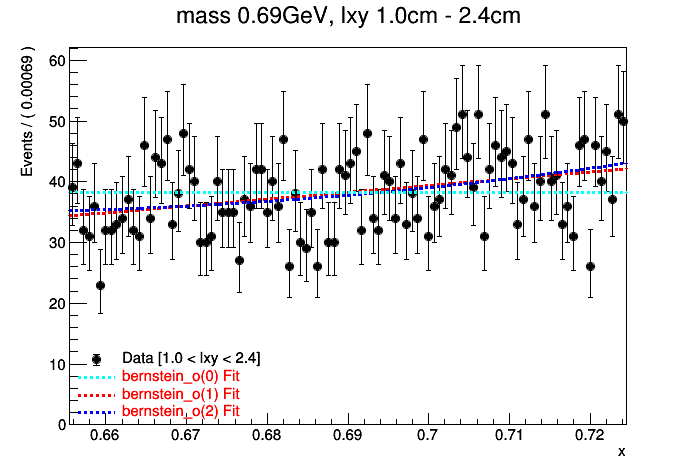 mass 0.69GeV, lxy 1.0cm - 2.4cm
Events / ( 0.00069 )
60
50
40
30
20
10
0
Data [1.0 < lxy < 2.4]
bernstein_o(0) Fit
bernstein_o(1) Fit
bernstein_o(2) Fit
0.66 0.67 0.68 0.69 0.7 0.71 0.72
x